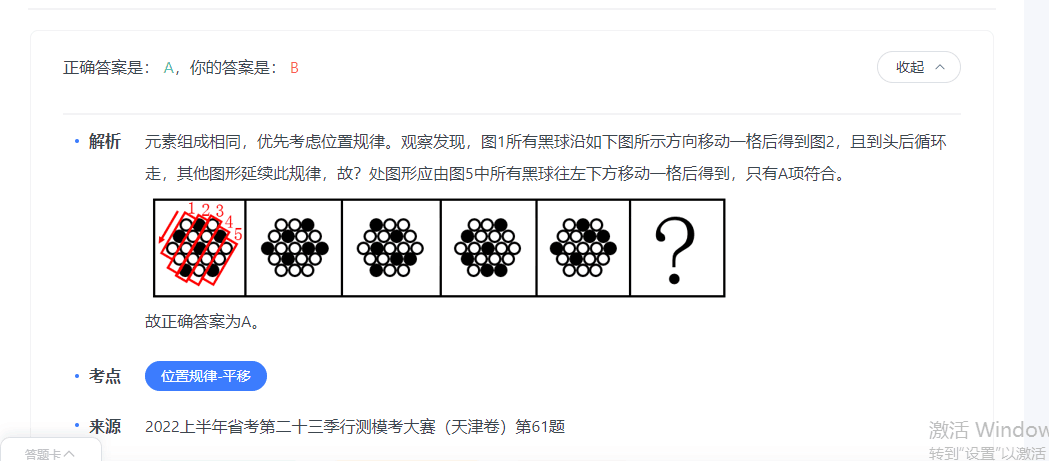 正确答案是： A，你的答案是： B
收起
解析
元素组成相同，优先考虑位置规律。观察发现，图1所有黑球沿如下图所示方向移动一格后得到图2，且到头后循环
走，其他图形延续此规律，故？处图形应由图5中所有黑球往左下方移动一格后得到，只有A项符合。
1 2 3 4 5
?
故正确答案为A。
考点
位置规律-平移
来源
2022上半年省考第二十三季行测模考大赛（天津卷）第61题
激活 Window
转到“设置”以激活
答题卡